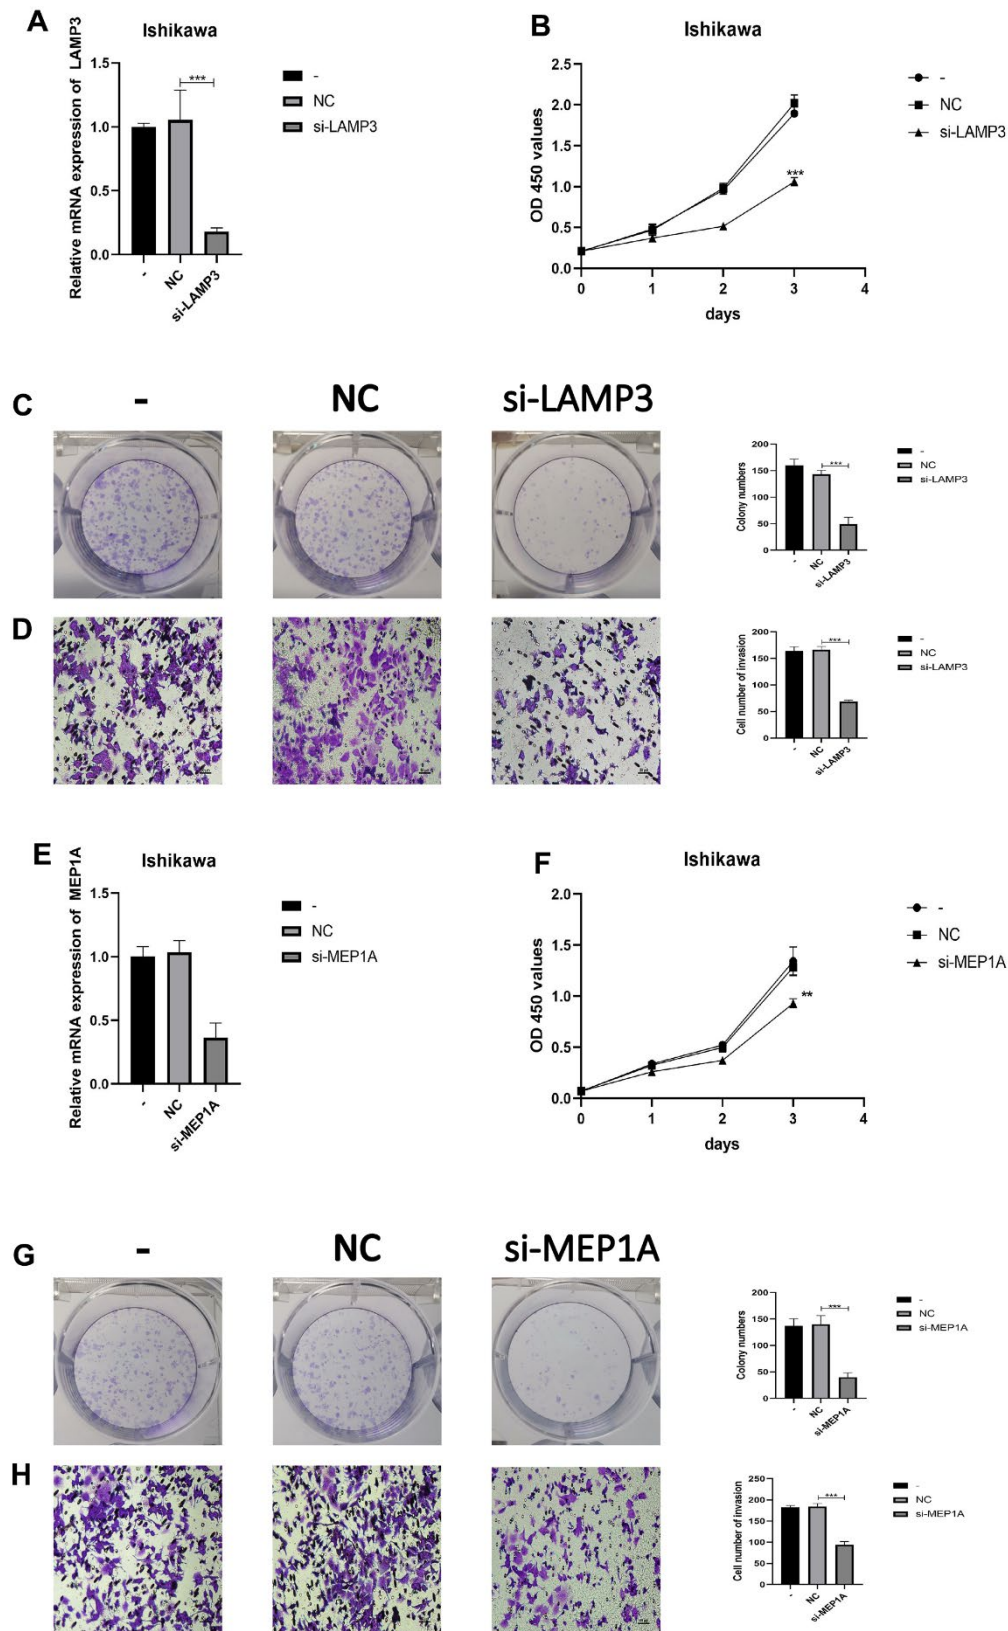 A
Ishikawa
Relative mRNA expression of LAMP3
1.5
1.0
0.5
0.0
***
-
NC
si-LAMP3
-
NC
si-LAMP3
B
Ishikawa
OD 450 values
2.5
2.0
1.5
1.0
0.5
0.0
***
0 1 2 3 4
days
-
NC
si-LAMP3
C
- NC si-LAMP3
Colony numbers
200
150
100
50
0
***
-
NC
si-LAMP3
-
NC
si-LAMP3
D
Cell number of invasion
200
150
100
50
0
***
-
NC
si-LAMP3
-
NC
si-LAMP3
E
Ishikawa
Relative mRNA expression of MEP1A
1.5
1.0
0.5
0.0
-
NC
si-MEP1A
-
NC
si-MEP1A
F
Ishikawa
OD 450 values
2.0
1.5
1.0
0.5
0.0
**
0 1 2 3 4
days
-
NC
si-MEP1A
G
- NC si-MEP1A
Colony numbers
200
150
100
50
0
***
-
NC
si-MEP1A
-
NC
si-MEP1A
H
Cell number of invasion
250
200
150
100
50
0
***
-
NC
si-MEP1A
-
NC
si-MEP1A